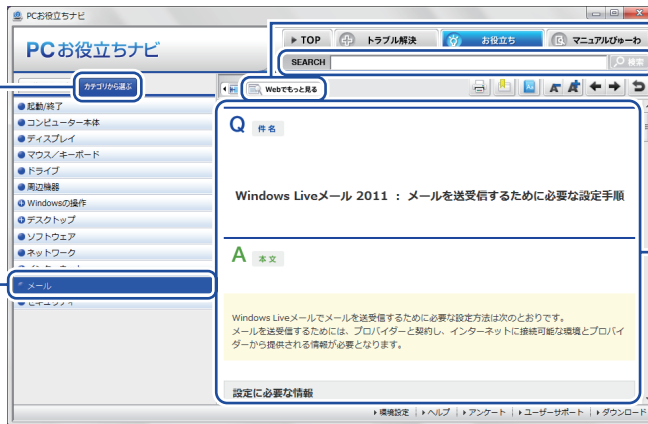 PCお役立ちナビ
PCお役立ちナビ
TOP
トラブル解決
お役立ち
マニュアルびゅーわ
SEARCH
検索
カテゴリから選ぶ
Webでもっと見る
起動/終了
コンピューター本体
ディスプレイ
マウス/キーボード
ドライブ
周辺機器
Windowsの操作
デスクトップ
ソフトウェア
ネットワーク
メール
セキュリティ
Q 件名
Windows Liveメール 2011 : メールを送受信するために必要な設定手順
A 本文
Windows Liveメールでメールを送受信するために必要な設定方法は次のとおりです。
メールを送受信するためには、プロバイダーと契約し、インターネットに接続可能な環境とプロバイ
ダーから提供される情報が必要となります。
設定に必要な情報
環境設定 ヘルプ アンケート ユーザーサポート ダウンロード